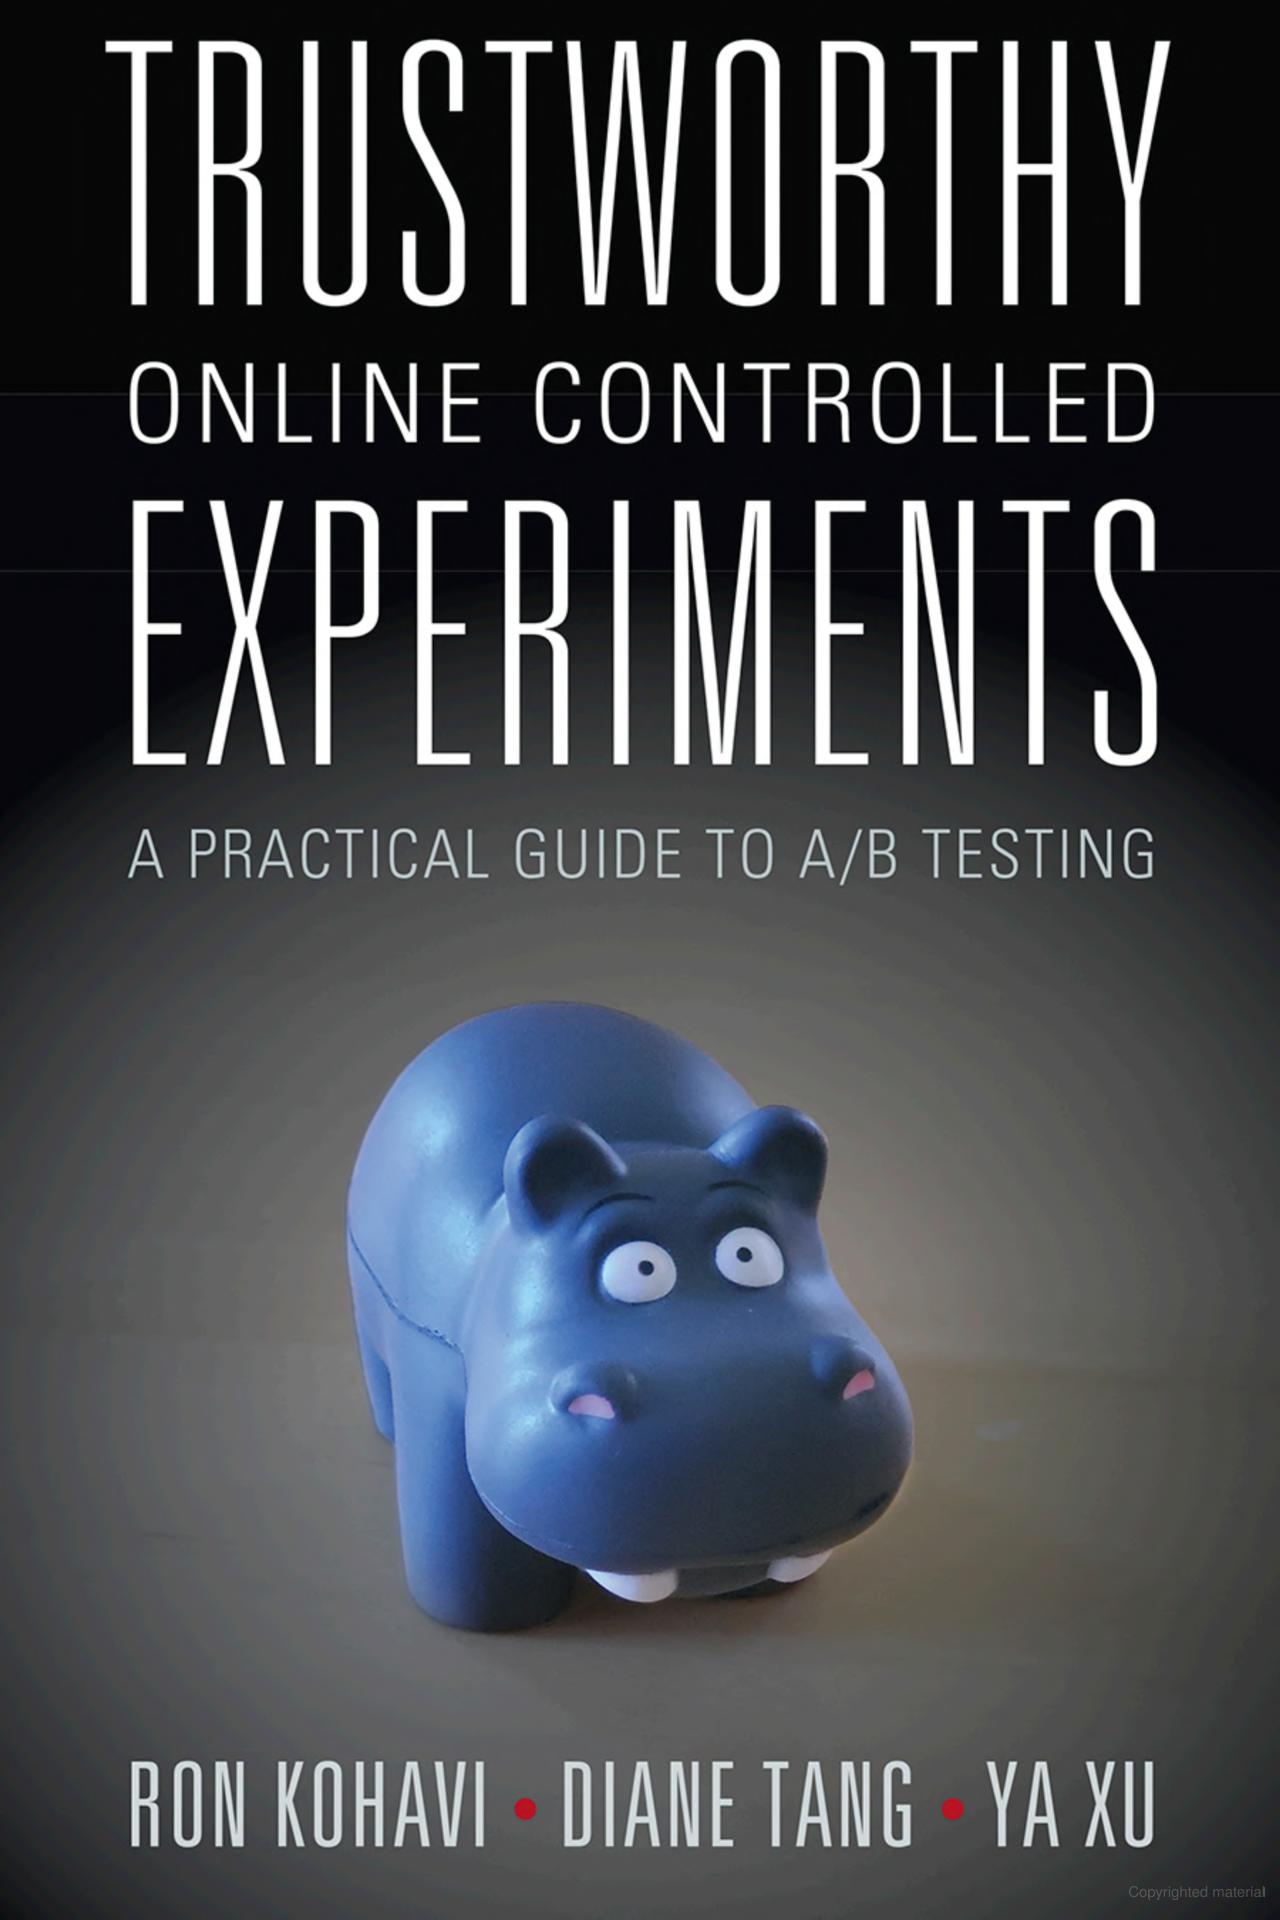 TRUSTWORTHY
ONLINE CONTROLLED
EXPERIMENTS
A PRACTICAL GUIDE TO A/B TESTING
RON KOHAVI • DIANE TANG • YA XU
Copyrighted material